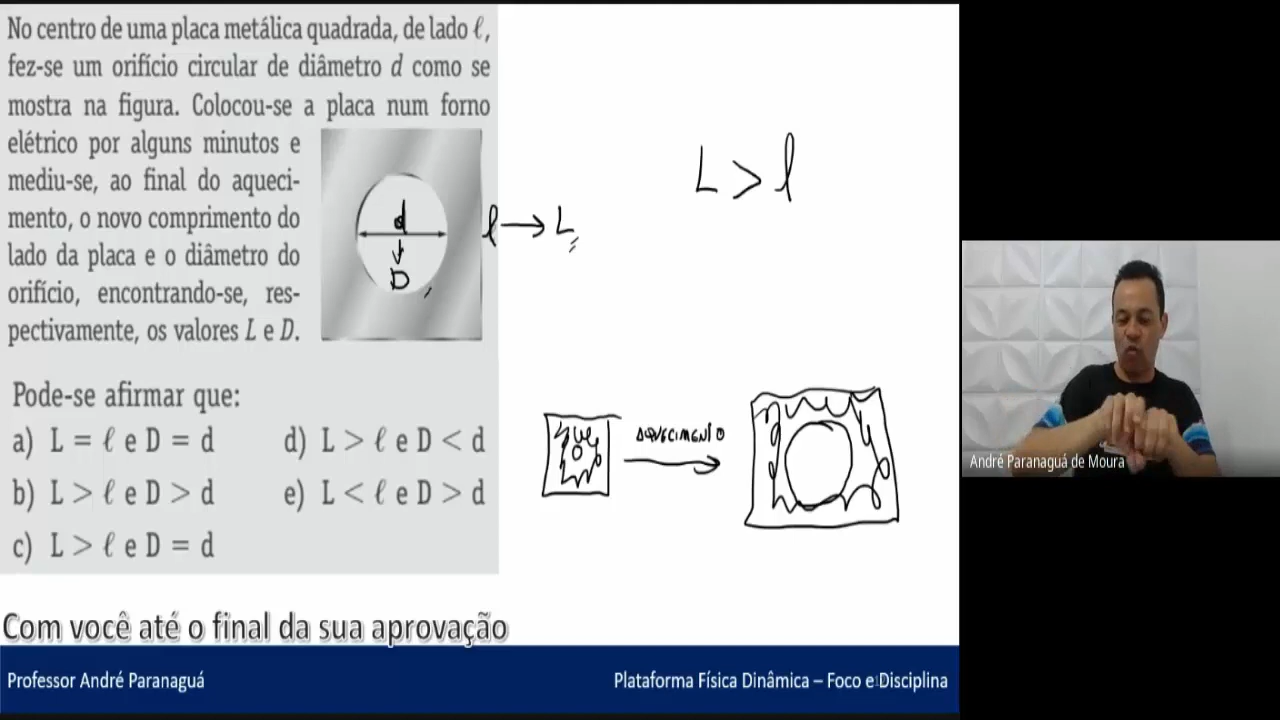 No centro de uma placa metálica quadrada, de lado ℓ,
fez-se um orifício circular de diâmetro d como se
mostra na figura. Colocou-se a placa num forno
elétrico por alguns minutos e
mediu-se, ao final do aqueci-
mento, o novo comprimento do
lado da placa e o diâmetro do
orifício, encontrando-se, res-
pectivamente, os valores L e D.
d
D
ℓ → L
L > ℓ
Pode-se afirmar que:
a) L = ℓ e D = d
d) L > ℓ e D < d
b) L > ℓ e D > d
e) L < ℓ e D > d
c) L > ℓ e D = d
AQUECIMENTO
André Paranaguá de Moura
Com você até o final da sua aprovação
Professor André Paranaguá
Plataforma Física Dinâmica – Foco e Disciplina